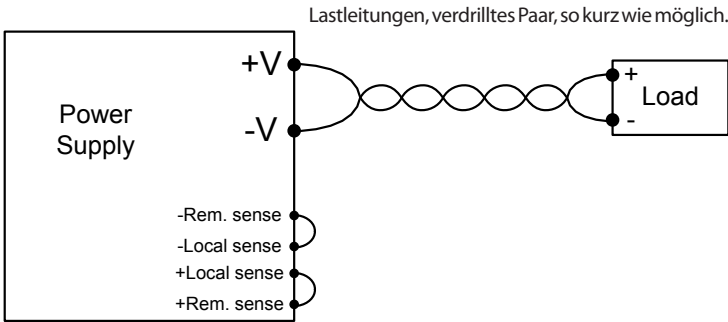 Lastleitungen, verdrilltes Paar, so kurz wie möglich.
+V
-V
Power
Supply
+
Load
-
-Rem. sense
-Local sense
+Local sense
+Rem. sense